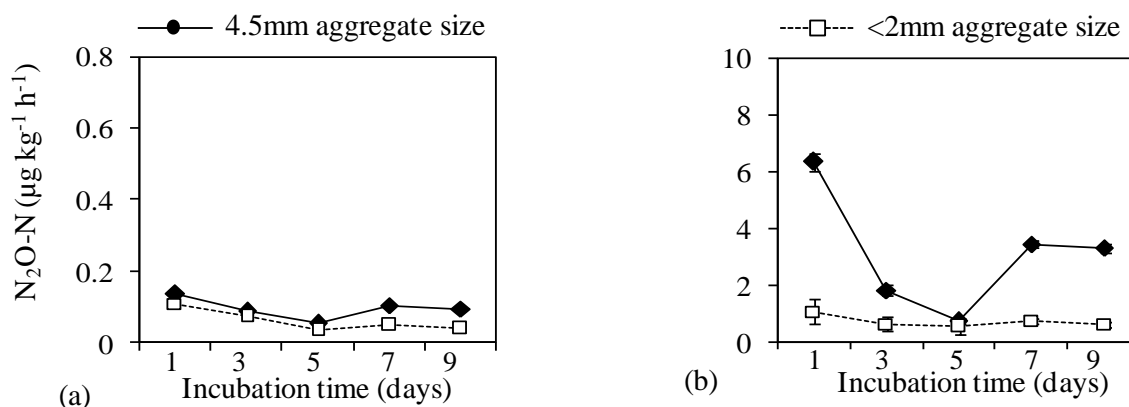 4.5mm aggregate size
<2mm aggregate size
N₂O-N (μg kg⁻¹ h⁻¹)
0.8
0.6
0.4
0.2
0
1 3 5 7 9
Incubation time (days)
(a)
10
8
6
4
2
0
1 3 5 7 9
Incubation time (days)
(b)